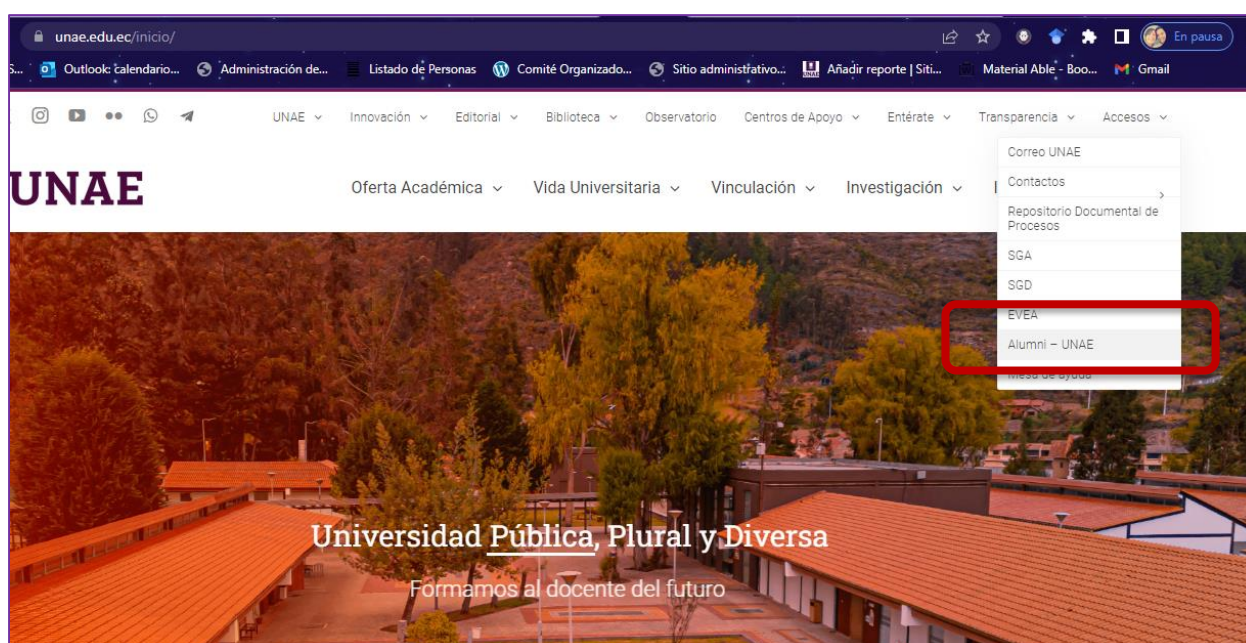 unae.edu.ec/inicio/
En pausa
Outlook: calendario... Administración de... Listado de Personas Comité Organizado... Sitio administrativo... Añadir reporte | Siti... Material Able - Boo... Gmail
UNAE Innovación Editorial Biblioteca Observatorio Centros de Apoyo Entérate Transparencia Accesos
UNAE
Oferta Académica Vida Universitaria Vinculación Investigación
Correo UNAE
Contactos
Repositorio Documental de
Procesos
SGA
SGD
EVEA
Alumni – UNAE
Mesa de ayuda
Universidad Pública, Plural y Diversa
Formamos al docente del futuro